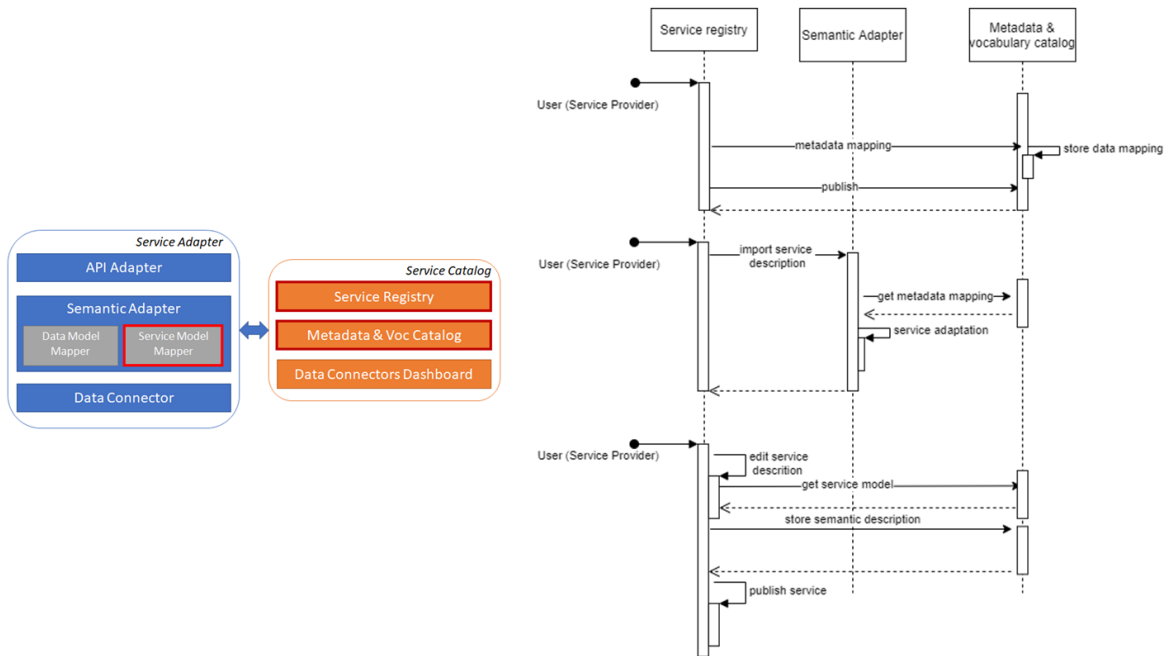 Service Adapter
API Adapter
Semantic Adapter
Data Model
Mapper
Service Model
Mapper
Data Connector
Service Catalog
Service Registry
Metadata & Voc Catalog
Data Connectors Dashboard
Service registry
Semantic Adapter
Metadata &
vocabulary catalog
User (Service Provider)
metadata mapping
store data mapping
publish
User (Service Provider)
import service
description
get metadata mapping
service adaptation
User (Service Provider)
edit service
descrition
get service model
store semantic description
publish service